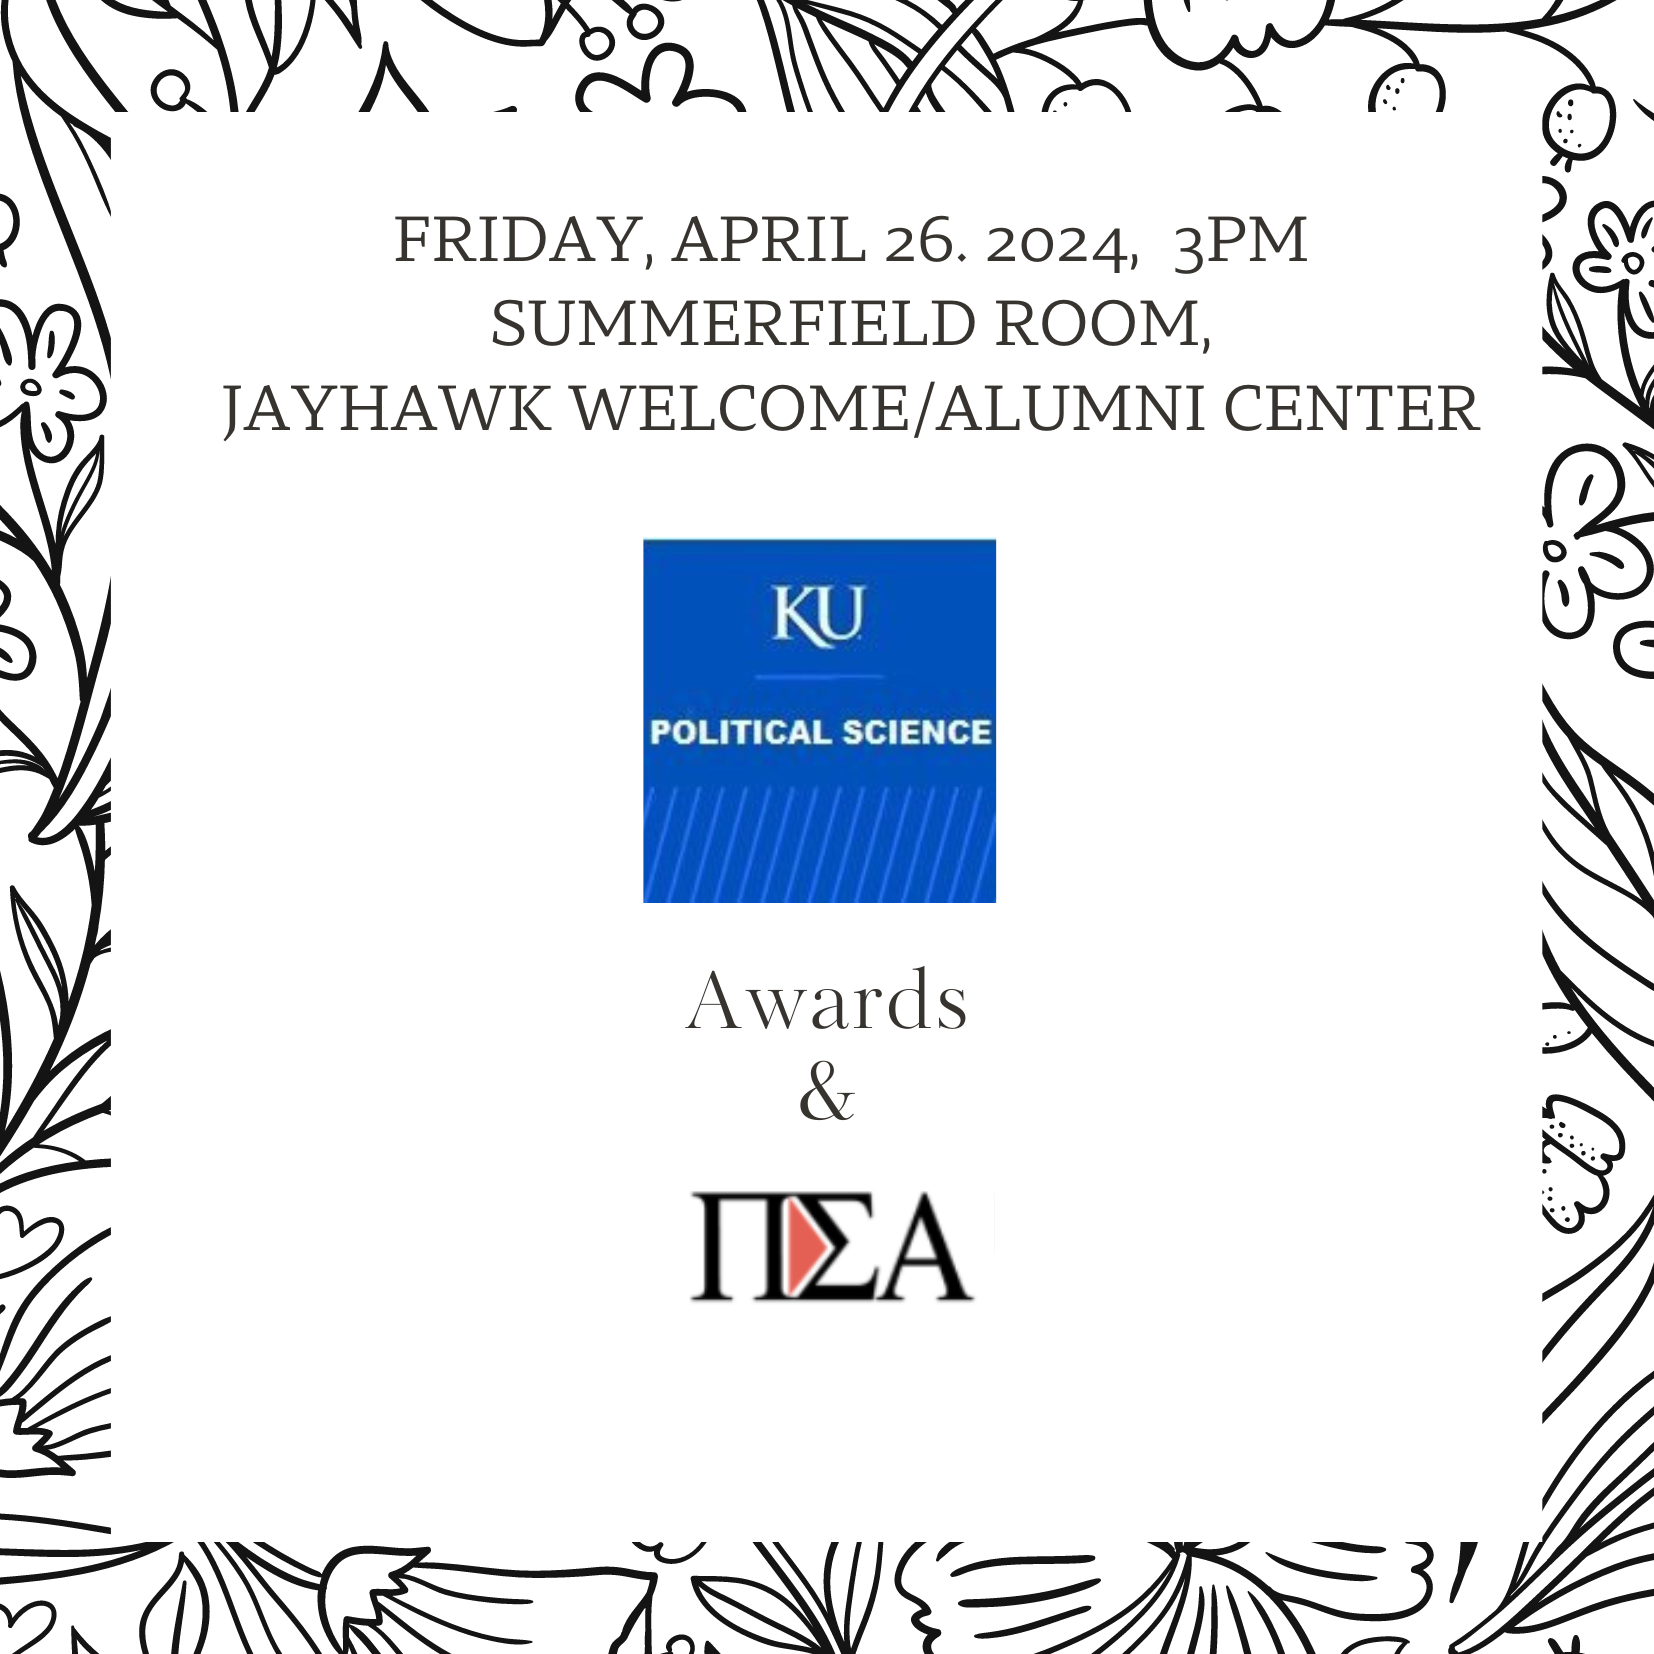 FRIDAY, APRIL 26. 2024, 3PM
SUMMERFIELD ROOM,
JAYHAWK WELCOME/ALUMNI CENTER
KU
POLITICAL SCIENCE
Awards
&
ΠΣΑ